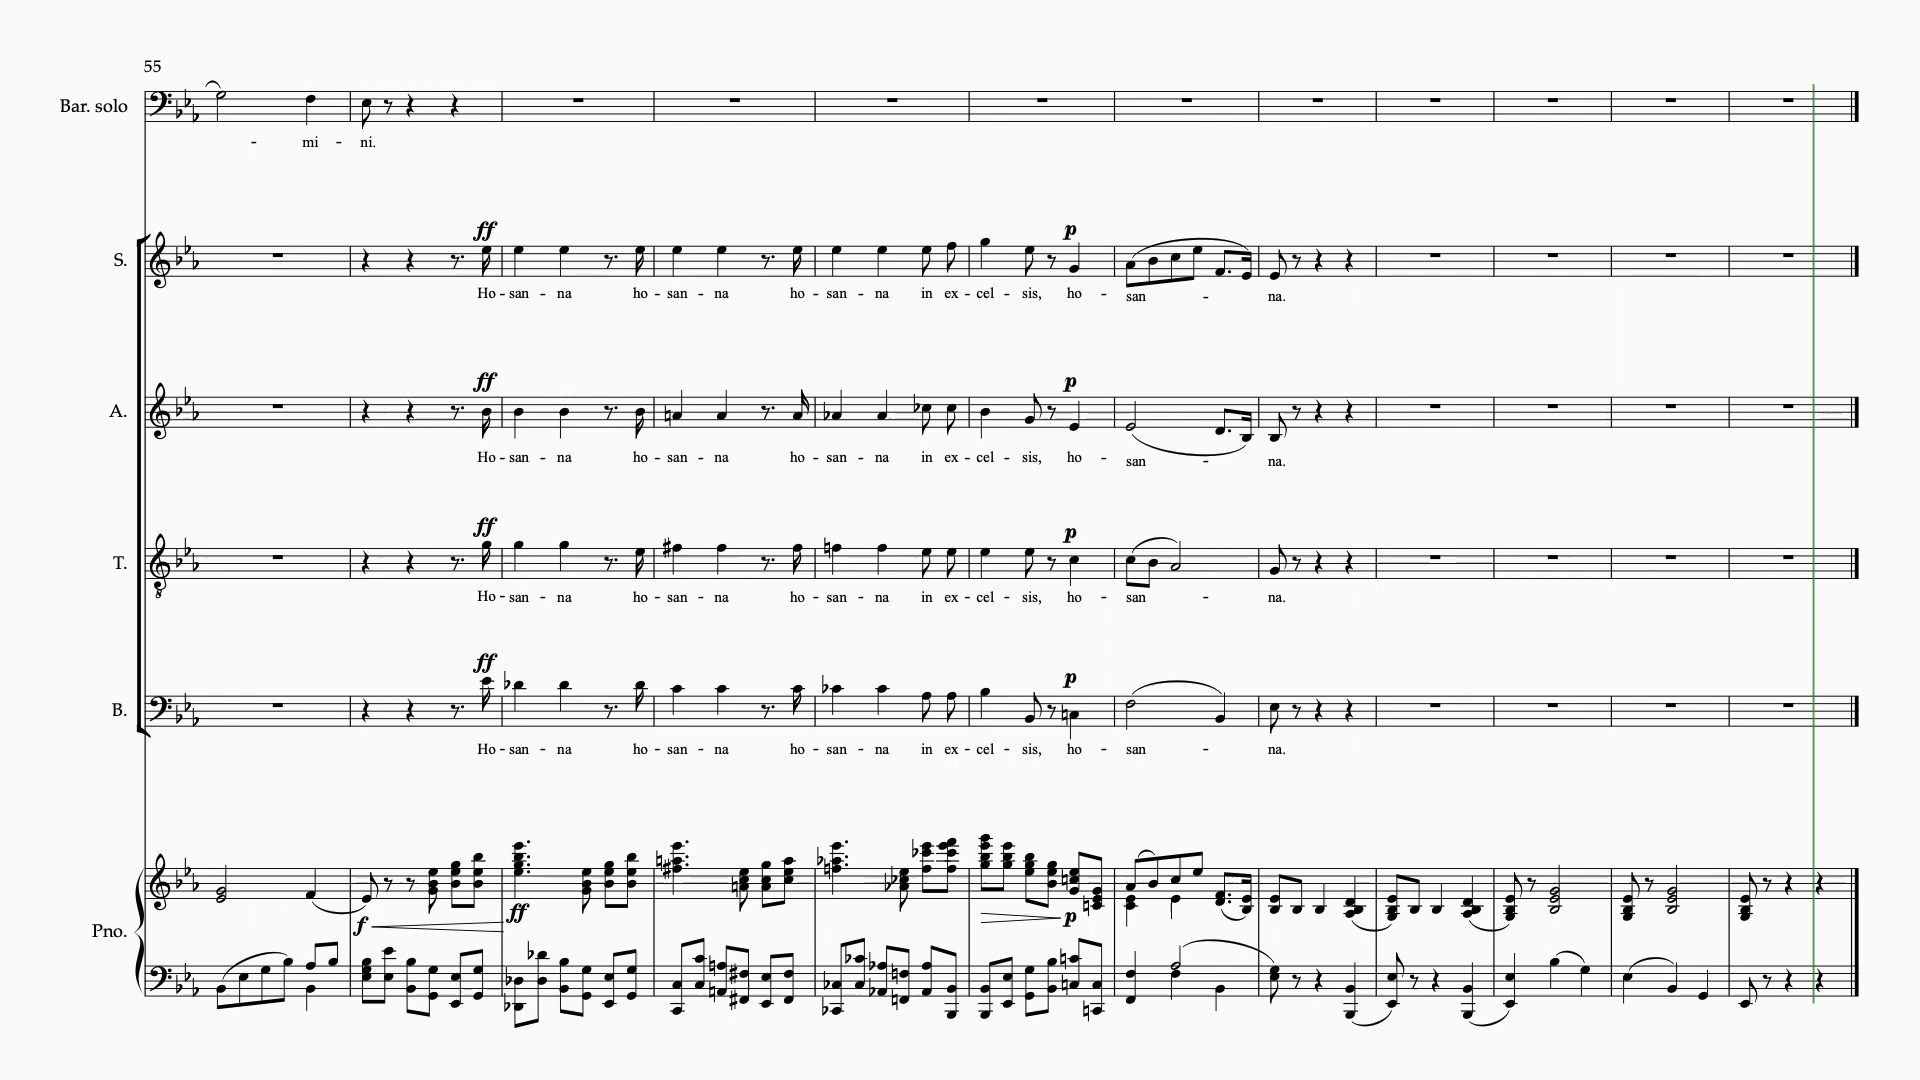 55
Bar. solo
- mi - ni.
ff p
S.
Ho - san - na ho - san - na ho - san - na in ex - cel - sis, ho - san - na.
ff p
A.
Ho - san - na ho - san - na ho - san - na in ex - cel - sis, ho - san - na.
ff p
T.
Ho - san - na ho - san - na ho - san - na in ex - cel - sis, ho - san - na.
ff p
B.
Ho - san - na ho - san - na ho - san - na in ex - cel - sis, ho - san - na.
Pno.
f ff p